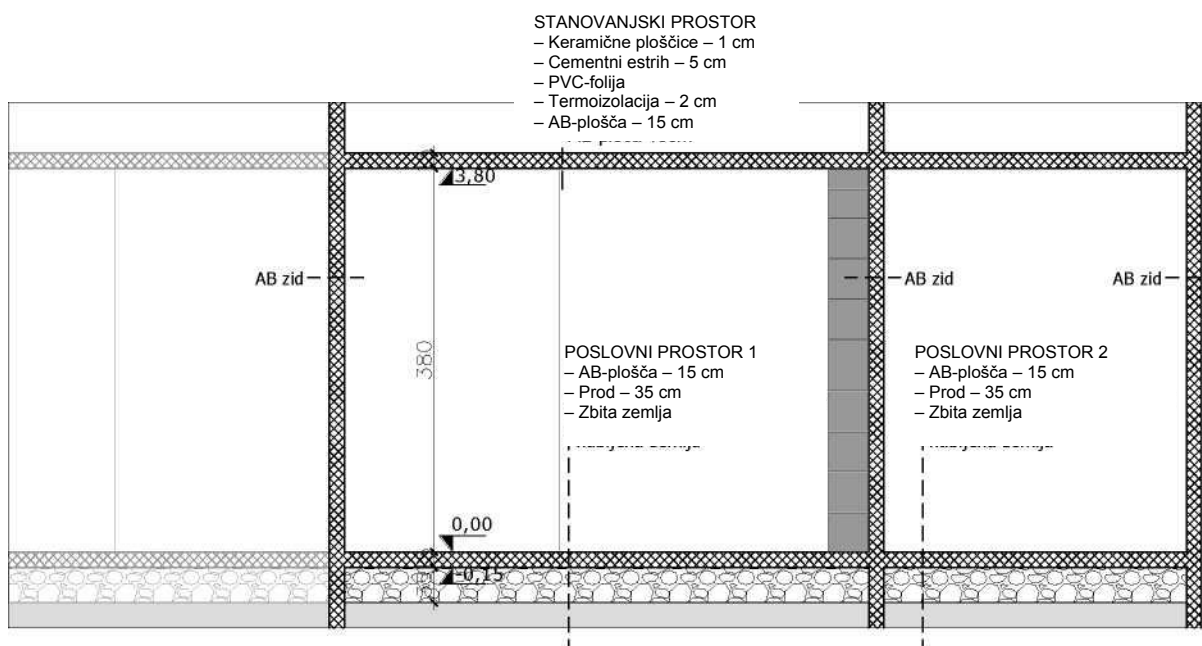 STANOVANJSKI PROSTOR
– Keramične ploščice – 1 cm
– Cementni estrih – 5 cm
– PVC-folija
– Termoizolacija – 2 cm
– AB-plošča – 15 cm
3,80
AB zid
AB zid
AB zid
380
POSLOVNI PROSTOR 1
– AB-plošča – 15 cm
– Prod – 35 cm
– Zbita zemlja
POSLOVNI PROSTOR 2
– AB-plošča – 15 cm
– Prod – 35 cm
– Zbita zemlja
0,00
-0,15